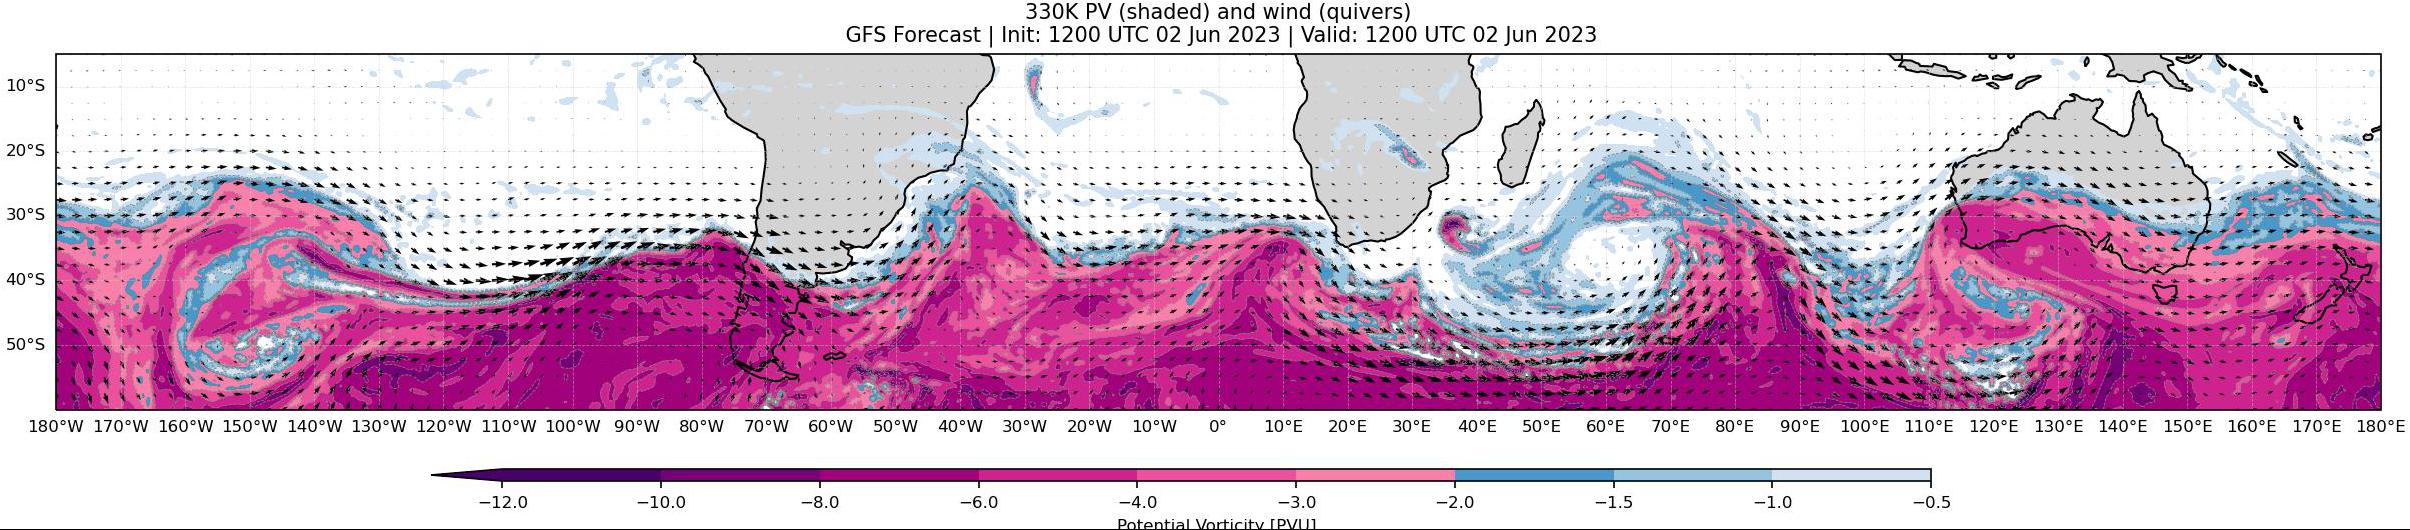 330K PV (shaded) and wind (quivers)
GFS Forecast | Init: 1200 UTC 02 Jun 2023 | Valid: 1200 UTC 02 Jun 2023
10°S
20°S
30°S
40°S
50°S
180°W 170°W 160°W 150°W 140°W 130°W 120°W 110°W 100°W 90°W 80°W 70°W 60°W 50°W 40°W 30°W 20°W 10°W 0° 10°E 20°E 30°E 40°E 50°E 60°E 70°E 80°E 90°E 100°E 110°E 120°E 130°E 140°E 150°E 160°E 170°E 180°E
−12.0 −10.0 −8.0 −6.0 −4.0 −3.0 −2.0 −1.5 −1.0 −0.5
Potential Vorticity [PVU]